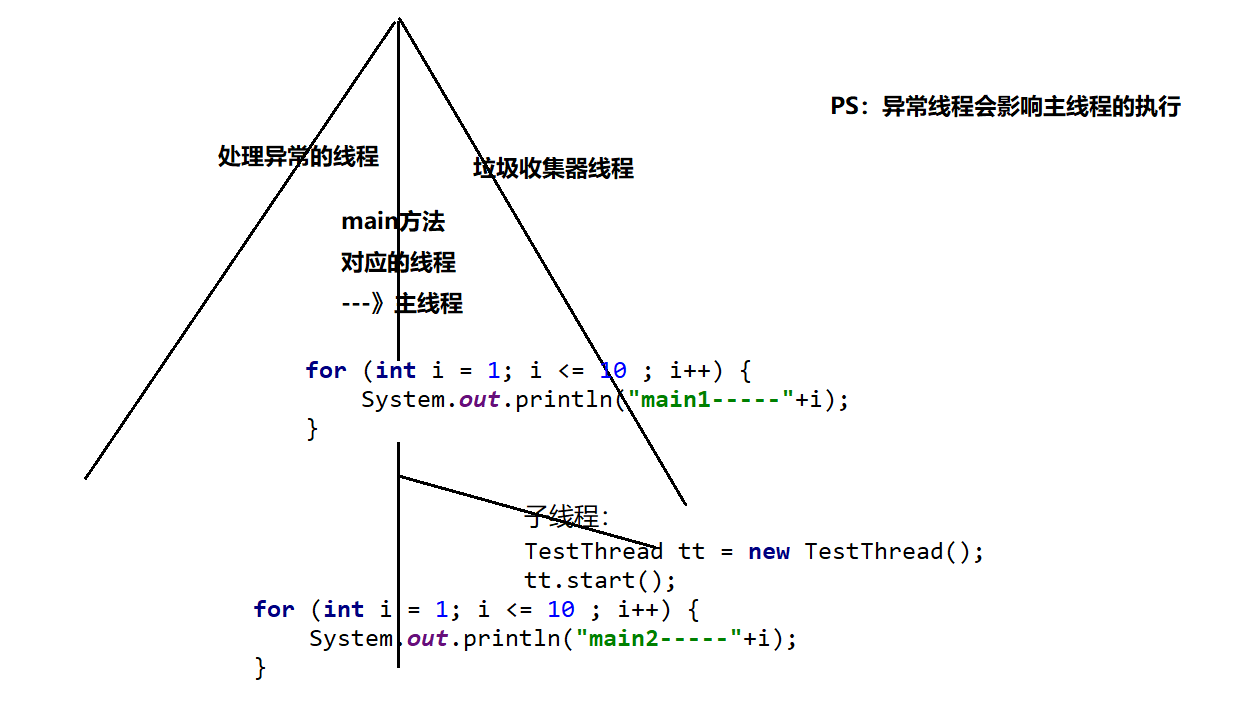 PS：异常线程会影响主线程的执行
处理异常的线程
垃圾收集器线程
main方法
对应的线程
---》主线程
for (int i = 1; i <= 10 ; i++) {
    System.out.println("main1-----"+i);
}
子线程：
TestThread tt = new TestThread();
tt.start();
for (int i = 1; i <= 10 ; i++) {
    System.out.println("main2-----"+i);
}